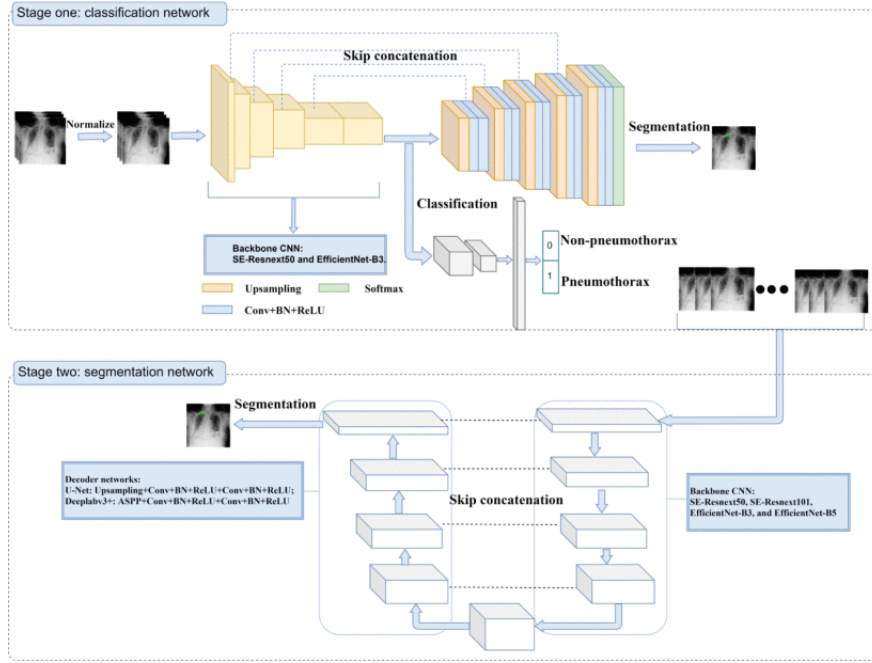 Stage one: classification network
Skip concatenation
Normalize
Segmentation
Classification
Backbone CNN:
SE-Resnext50 and EfficientNet-B3.
0
Non-pneumothorax
1
Pneumothorax
Upsampling
Softmax
Conv+BN+ReLU
Stage two: segmentation network
Segmentation
Decoder networks:
U-Net: Upsampling+Conv+BN+ReLU+Conv+BN+ReLU;
Deeplabv3+: ASPP+Conv+BN+ReLU+Conv+BN+ReLU
Skip concatenation
Backbone CNN:
SE-Resnext50, SE-Resnext101,
EfficientNet-B3, and EfficientNet-B5